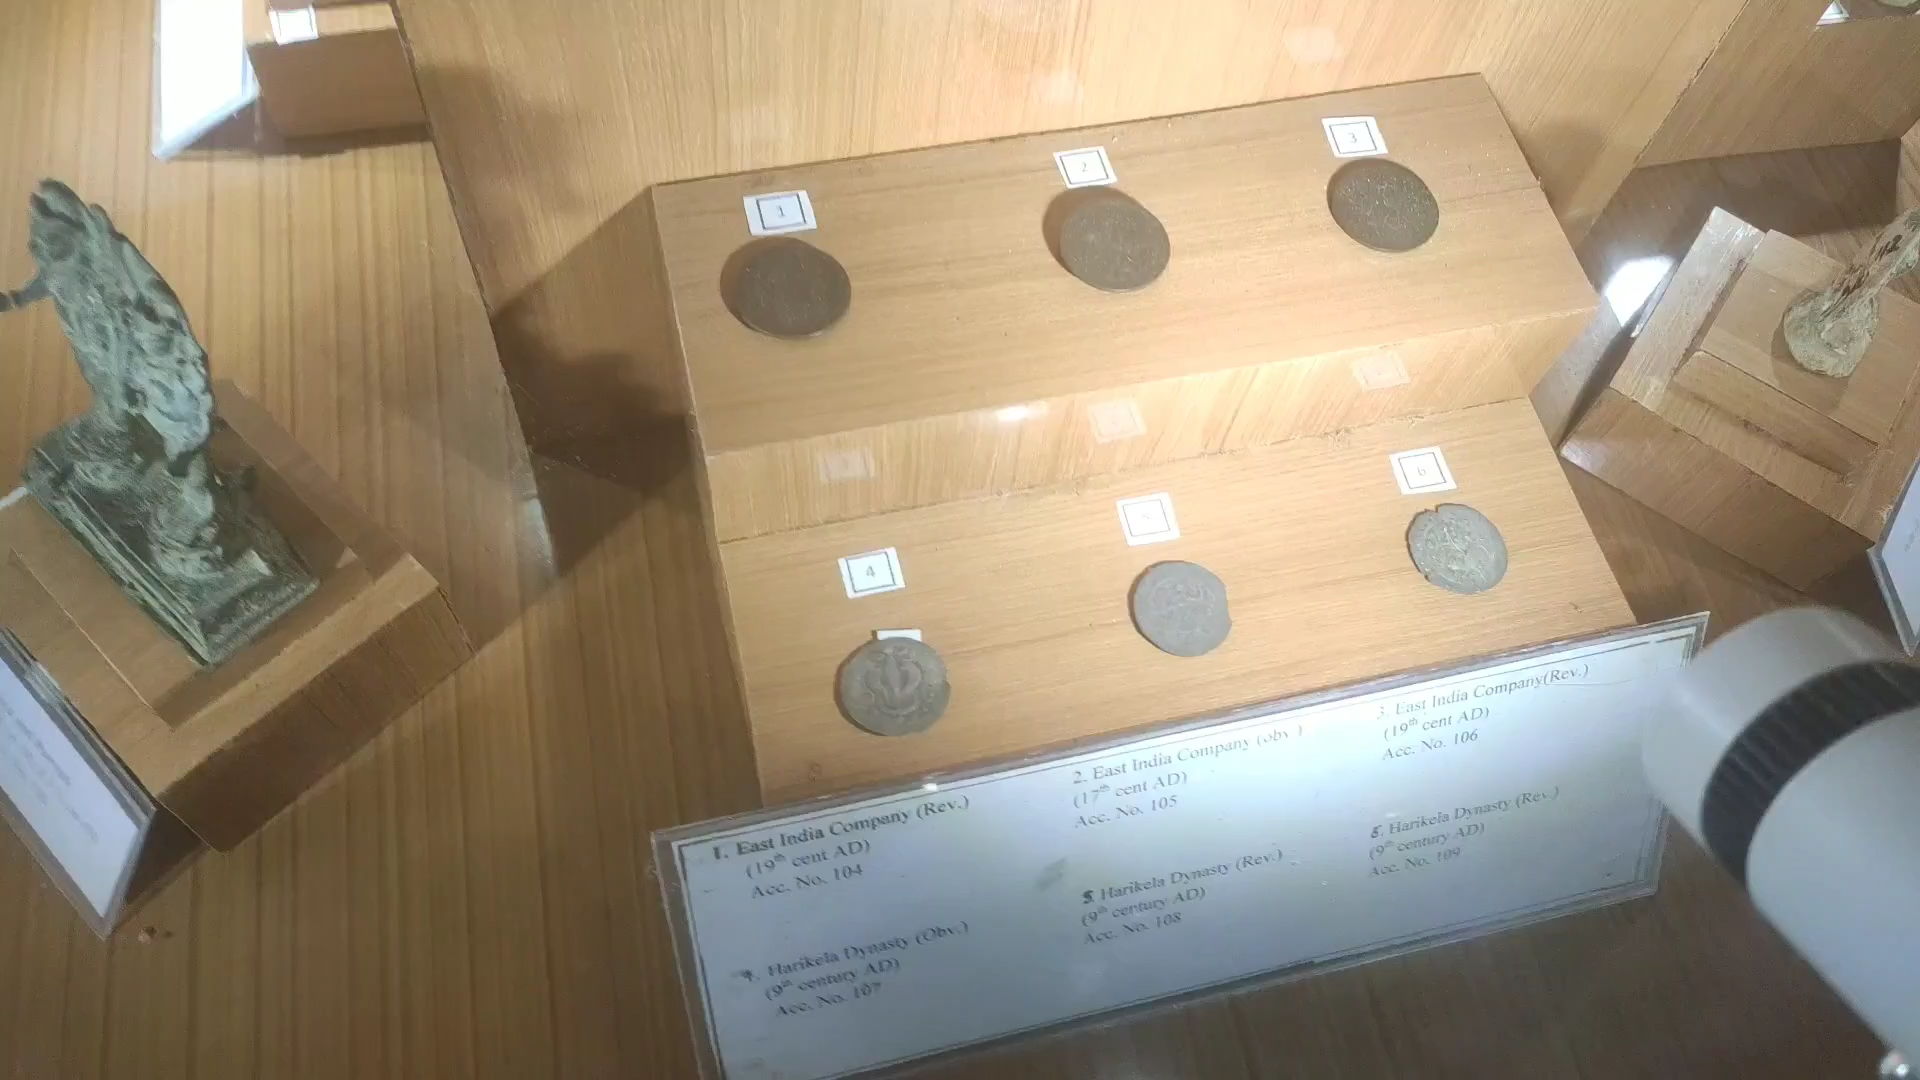 1
2
3
4
5
6
1. East India Company (Rev.)
(19th cent AD)
Acc. No. 104
2. East India Company (obv.)
(17th cent AD)
Acc. No. 105
3. East India Company(Rev.)
(19th cent AD)
Acc. No. 106
4. Harikela Dynasty (Obv.)
(9th century AD)
Acc. No. 107
5. Harikela Dynasty (Rev.)
(9th century AD)
Acc. No. 108
6. Harikela Dynasty (Rev.)
(9th century AD)
Acc. No. 109